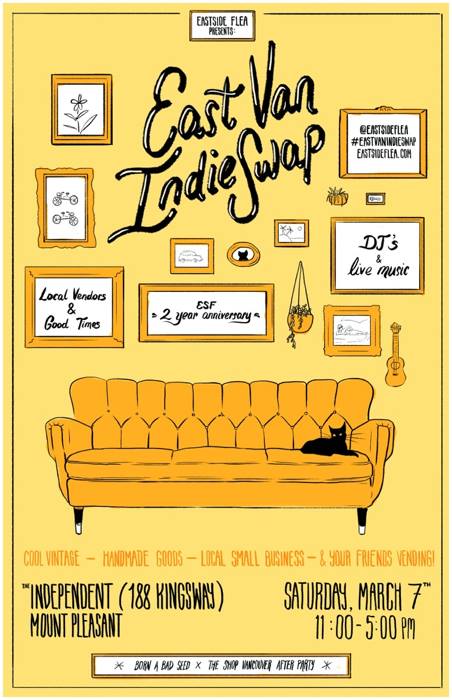 EASTSIDE FLEA
PRESENTS:
East Van
Indie Swap
@EASTSIDEFLEA
#EASTVANINDIESWAP
EASTSIDEFLEA.COM
DJ's
&
live music
Local Vendors
&
Good Times
ESF
2 year anniversary
COOL VINTAGE — HANDMADE GOODS — LOCAL SMALL BUSINESS — & YOUR FRIENDS VENDING!
THE INDEPENDENT (188 KINGSWAY)
MOUNT PLEASANT
SATURDAY, MARCH 7TH
11:00-5:00 PM
BORN A BAD SEED X THE SHOP VANCOUVER AFTER PARTY